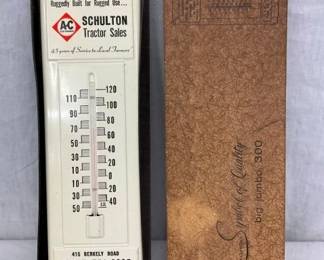 Ruggedly Built for Rugged Use...
A-C
SCHULTON
Tractor Sales
45 years of Service to Local Farmers
120
110
100
90
80
70
60
50
40
30
20
10
0
10
20
30
40
50
415 BERKELY ROAD
Symbol of Quality
big jumbo 300